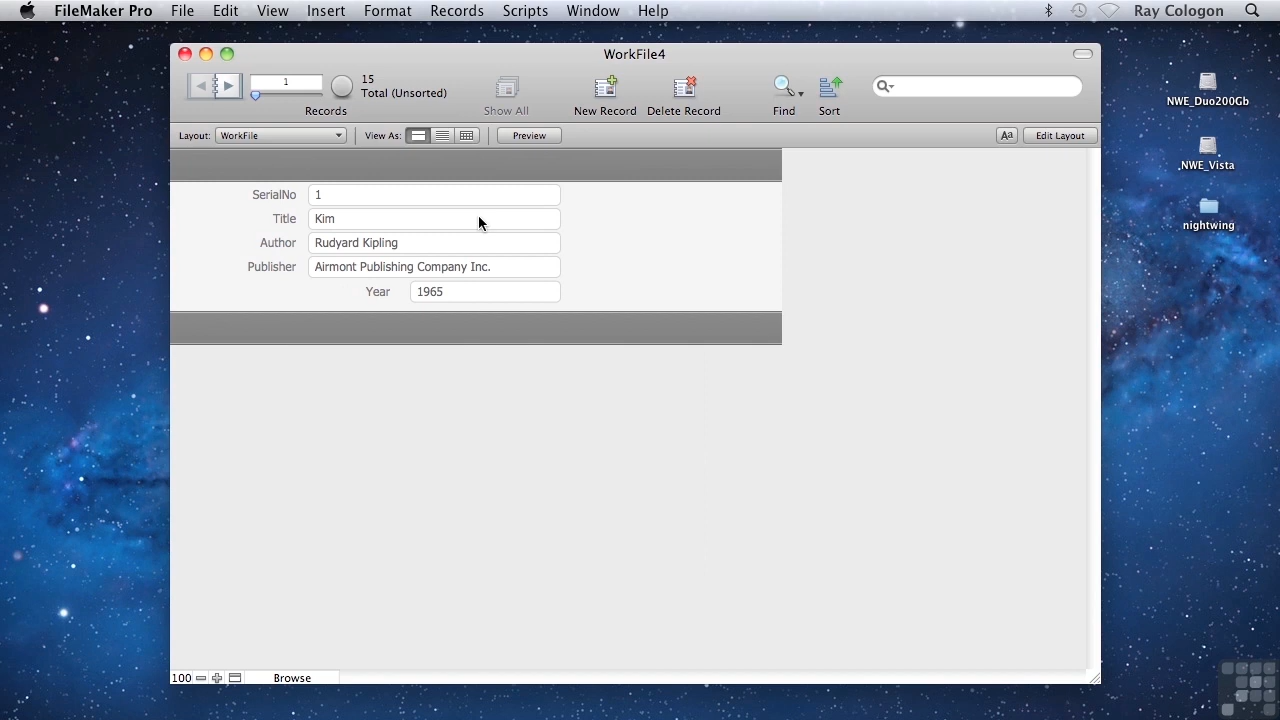 FileMaker Pro File Edit View Insert Format Records Scripts Window Help Ray Cologon
WorkFile4
1
15
Total (Unsorted)
Records
Show All
New Record
Delete Record
Find
Sort
Layout: WorkFile View As: Preview Aa Edit Layout
SerialNo 1
Title Kim
Author Rudyard Kipling
Publisher Airmont Publishing Company Inc.
Year 1965
100 Browse
NWE_Duo200Gb
NWE_Vista
nightwing